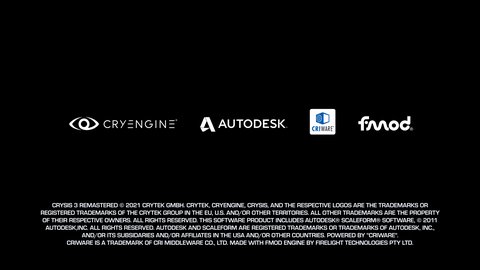 CRYENGINE®
AUTODESK®
CRIWARE®
fmod®
CRYSIS 3 REMASTERED © 2021 CRYTEK GMBH. CRYTEK, CRYENGINE, CRYSIS, AND THE RESPECTIVE LOGOS ARE THE TRADEMARKS OR
REGISTERED TRADEMARKS OF THE CRYTEK GROUP IN THE EU, U.S. AND/OR OTHER TERRITORIES. ALL OTHER TRADEMARKS ARE THE PROPERTY
OF THEIR RESPECTIVE OWNERS. ALL RIGHTS RESERVED. THIS SOFTWARE PRODUCT INCLUDES AUTODESK® SCALEFORM® SOFTWARE, © 2011
AUTODESK,INC. ALL RIGHTS RESERVED. AUTODESK AND SCALEFORM ARE REGISTERED TRADEMARKS OR TRADEMARKS OF AUTODESK, INC.,
AND/OR ITS SUBSIDIARIES AND/OR AFFILIATES IN THE USA AND/OR OTHER COUNTRIES. POWERED BY "CRIWARE".
CRIWARE IS A TRADEMARK OF CRI MIDDLEWARE CO., LTD. MADE WITH FMOD ENGINE BY FIRELIGHT TECHNOLOGIES PTY LTD.